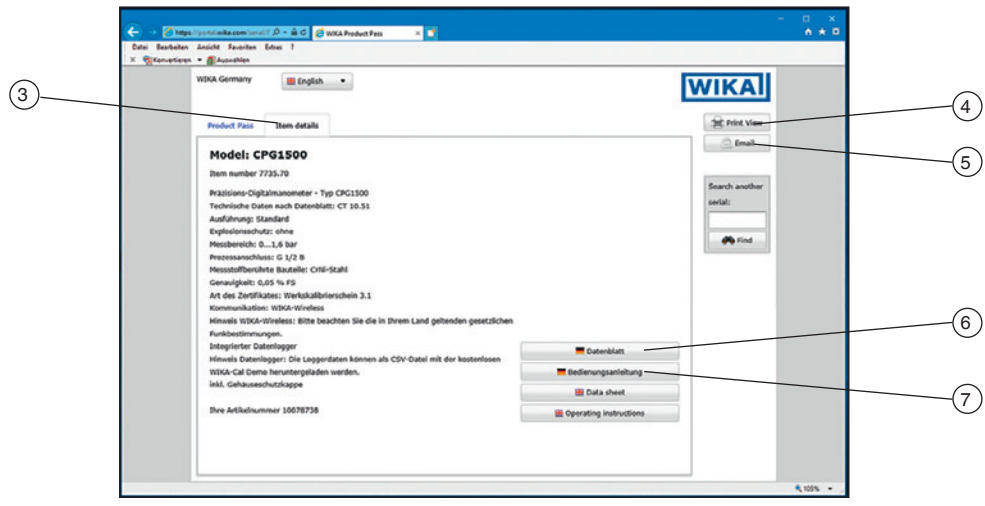 https://portal.wika.com/serial/?
WIKA Product Pass
×
Datei Bearbeiten Ansicht Favoriten Extras ?
× Konvertieren Auswählen
WIKA Germany
English
WIKA
③
④
⑤
Product Pass
Item details
Print View
Email
Model: CPG1500
Item number 7735.70
Präzisions-Digitalmanometer - Typ CPG1500
Technische Daten nach Datenblatt: CT 10.51
Ausführung: Standard
Explosionsschutz: ohne
Messbereich: 0...1,6 bar
Prozessanschluss: G 1/2 B
Messstoffberührte Bauteile: CrNi-Stahl
Genauigkeit: 0,05 % FS
Art des Zertifikates: Werkskalibrierschein 3.1
Kommunikation: WIKA-Wireless
Hinweis WIKA-Wireless: Bitte beachten Sie die in Ihrem Land geltenden gesetzlichen
Funkbestimmungen.
Integrierter Datenlogger
Hinweis Datenlogger: Die Loggerdaten können als CSV-Datei mit der kostenlosen
WIKA-Cal Demo heruntergeladen werden.
inkl. Gehäuseschutzkappe
Ihre Artikelnummer 10078738
Search another
serial:
Find
⑥
Datenblatt
Bedienungsanleitung
⑦
Data sheet
Operating instructions
105%